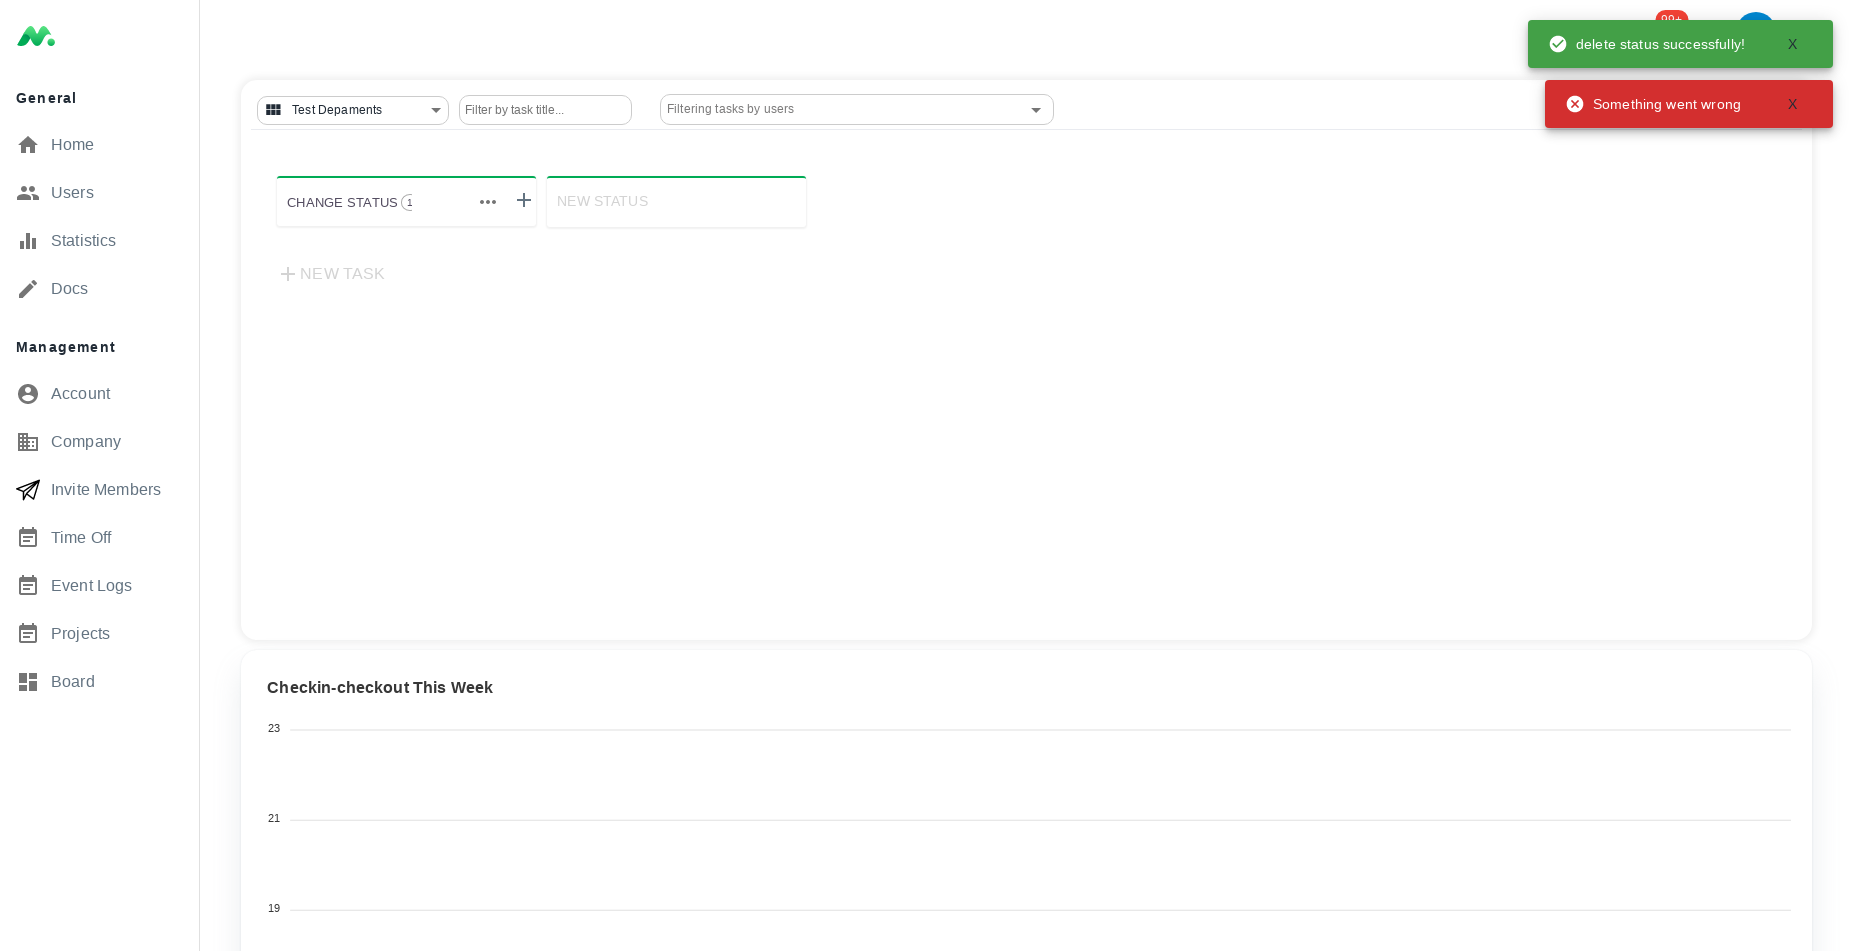 General
Home
Users
Statistics
Docs
Management
Account
Company
Invite Members
Time Off
Event Logs
Projects
Board
delete status successfully! X
Something went wrong X
Test Depaments
Filter by task title...
Filtering tasks by users
CHANGE STATUS 1
NEW STATUS
NEW TASK
Checkin-checkout This Week
23
21
19